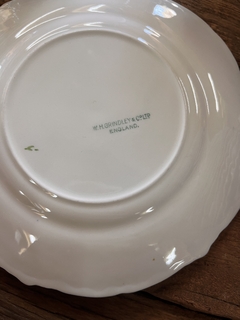 W.H. GRINDLEY & CO LTD
ENGLAND.